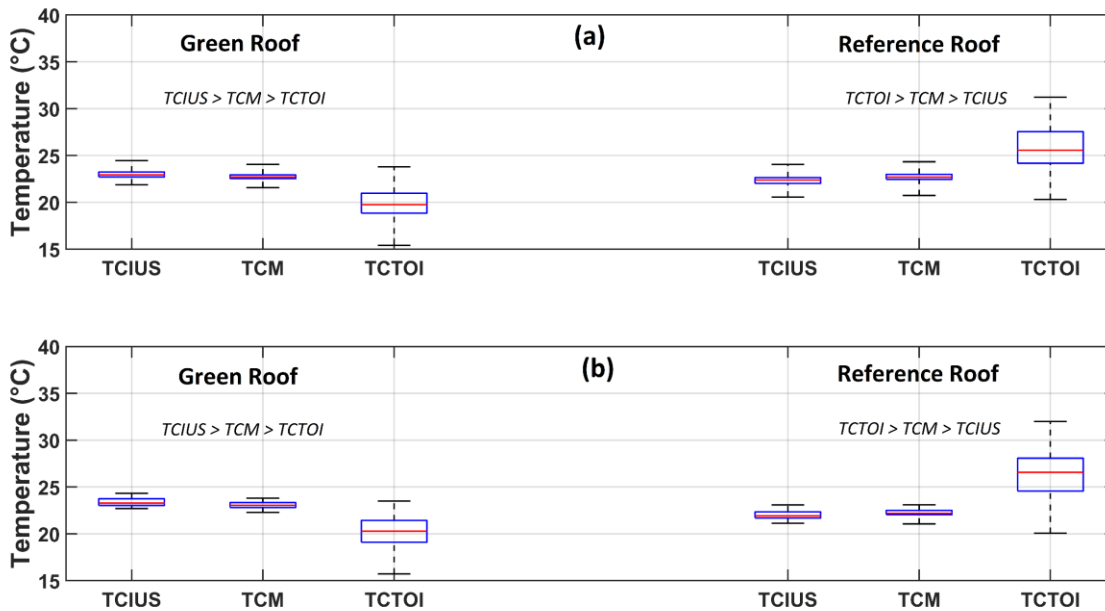 40
35
30
25
20
15
Temperature (°C)
Green Roof
(a)
Reference Roof
TCIUS > TCM > TCTOI
TCTOI > TCM > TCIUS
TCIUS TCM TCTOI TCIUS TCM TCTOI
40
35
30
25
20
15
Temperature (°C)
Green Roof
(b)
Reference Roof
TCIUS > TCM > TCTOI
TCTOI > TCM > TCIUS
TCIUS TCM TCTOI TCIUS TCM TCTOI